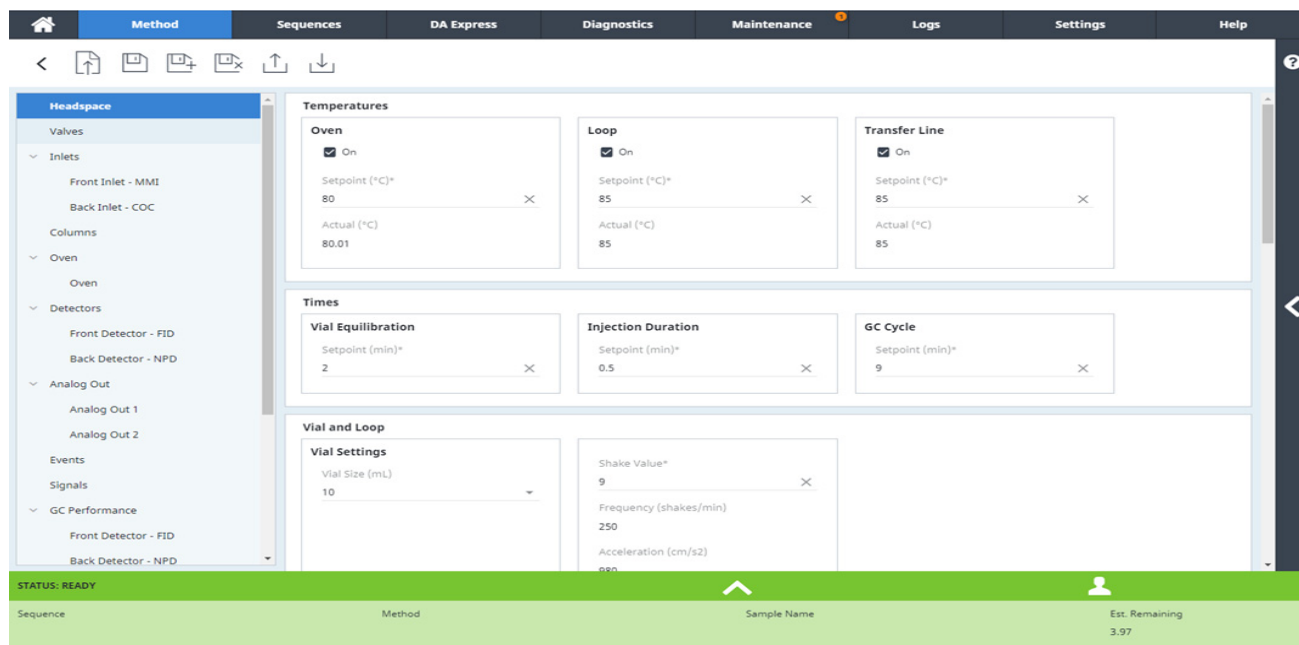 Method Sequences DA Express Diagnostics Maintenance 1 Logs Settings Help
?
Headspace
Valves
Inlets
Front Inlet - MMI
Back Inlet - COC
Columns
Oven
Oven
Detectors
Front Detector - FID
Back Detector - NPD
Analog Out
Analog Out 1
Analog Out 2
Events
Signals
GC Performance
Front Detector - FID
Back Detector - NPD
Temperatures
Oven
On
Setpoint (°C)*
80
Actual (°C)
80.01
Loop
On
Setpoint (°C)*
85
Actual (°C)
85
Transfer Line
On
Setpoint (°C)*
85
Actual (°C)
85
Times
Vial Equilibration
Setpoint (min)*
2
Injection Duration
Setpoint (min)*
0.5
GC Cycle
Setpoint (min)*
9
Vial and Loop
Vial Settings
Vial Size (mL)
10
Shake Value*
9
Frequency (shakes/min)
250
Acceleration (cm/s2)
980
STATUS: READY
Sequence Method Sample Name Est. Remaining
3.97